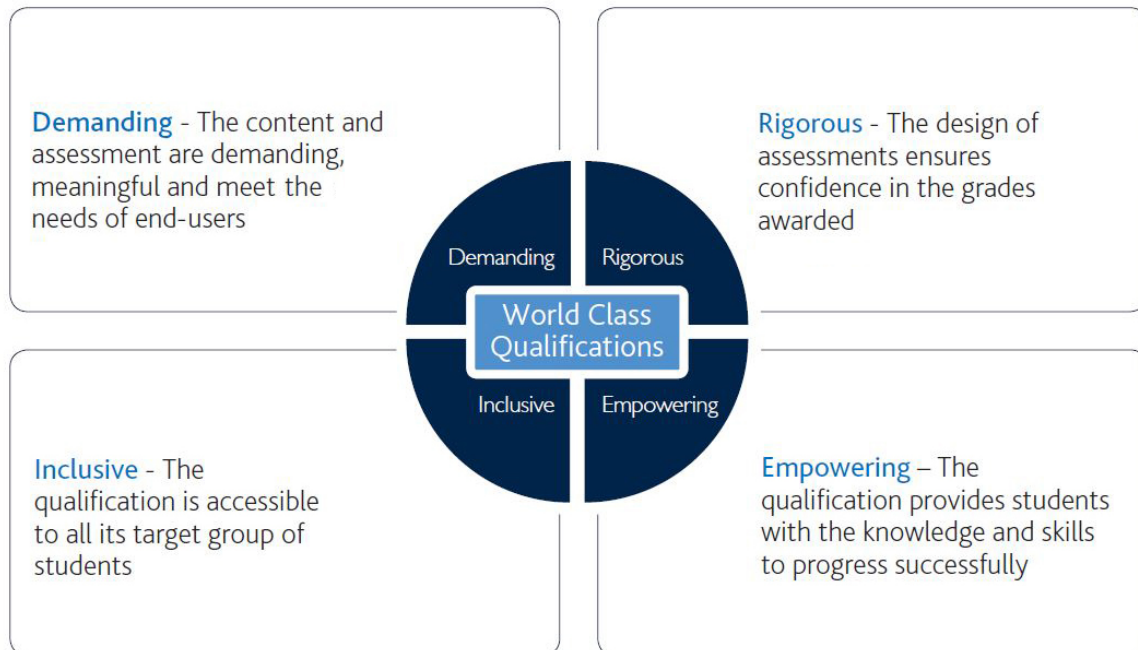 Demanding - The content and
assessment are demanding,
meaningful and meet the
needs of end-users
Rigorous - The design of
assessments ensures
confidence in the grades
awarded
Demanding
Rigorous
World Class
Qualifications
Inclusive
Empowering
Inclusive - The
qualification is accessible
to all its target group of
students
Empowering – The
qualification provides students
with the knowledge and skills
to progress successfully